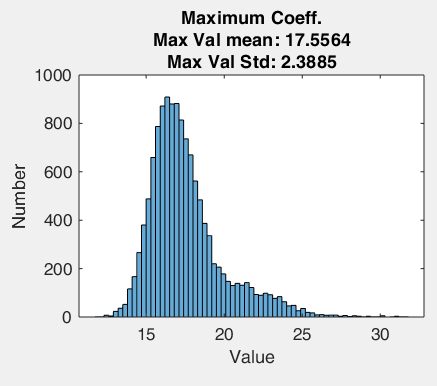 Maximum Coeff.
Max Val mean: 17.5564
Max Val Std: 2.3885
1000
800
600
400
200
0
Number
15 20 25 30
Value